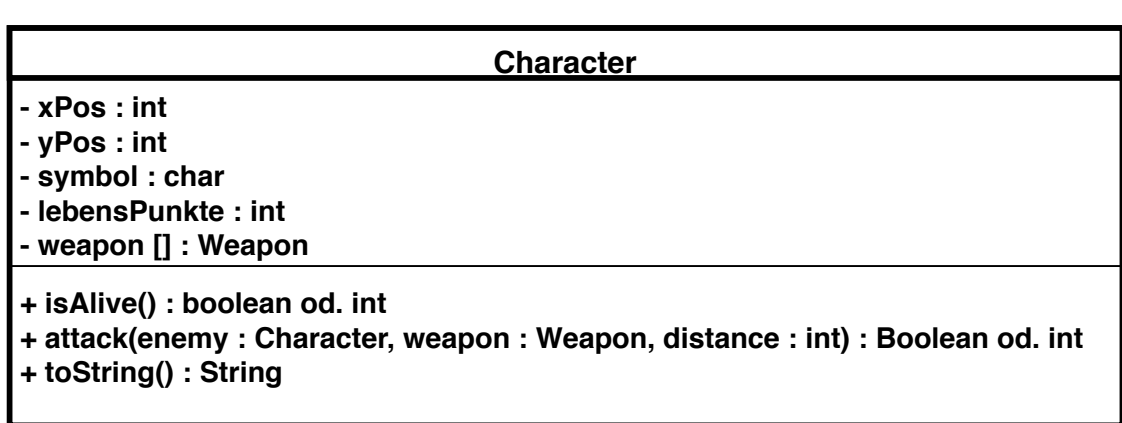 Character
- xPos : int
- yPos : int
- symbol : char
- lebensPunkte : int
- weapon [] : Weapon
+ isAlive() : boolean od. int
+ attack(enemy : Character, weapon : Weapon, distance : int) : Boolean od. int
+ toString() : String